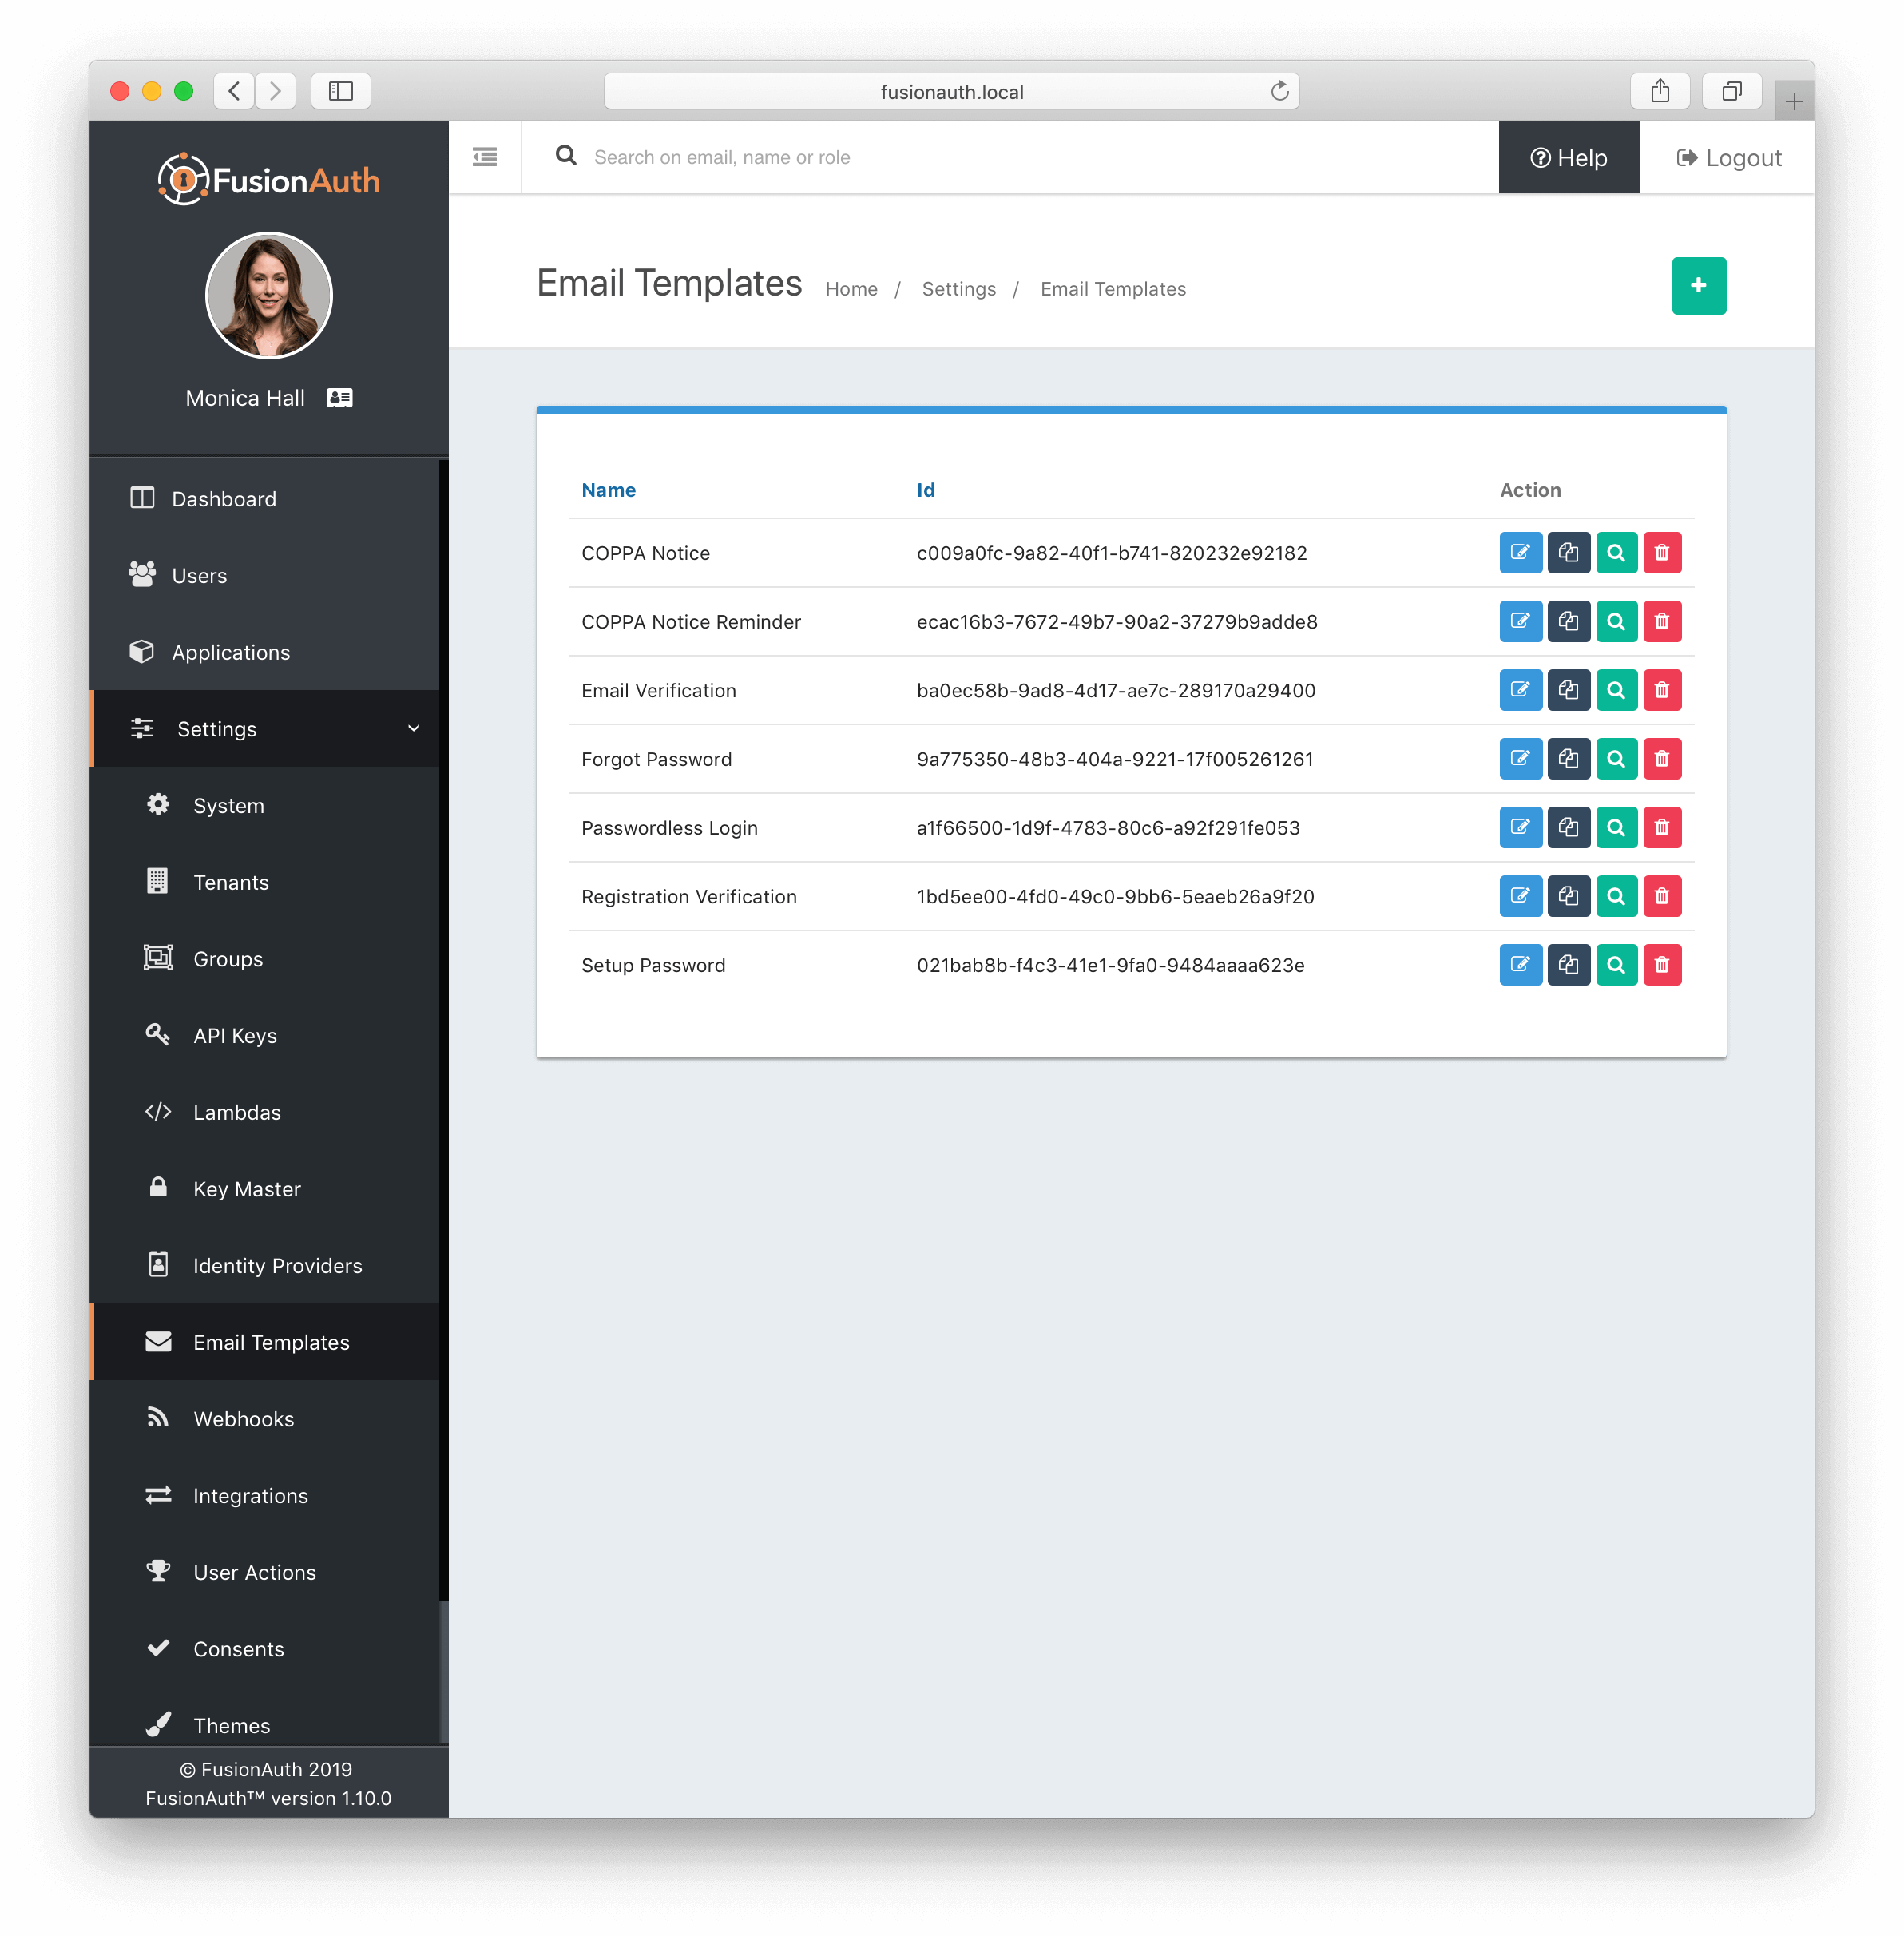 fusionauth.local
FusionAuth
Search on email, name or role
Help
Logout
Monica Hall
Email Templates
Home / Settings / Email Templates
Dashboard
Users
Applications
Settings
System
Tenants
Groups
API Keys
Lambdas
Key Master
Identity Providers
Email Templates
Webhooks
Integrations
User Actions
Consents
Themes
© FusionAuth 2019
FusionAuth™ version 1.10.0
Name Id Action
COPPA Notice c009a0fc-9a82-40f1-b741-820232e92182
COPPA Notice Reminder ecac16b3-7672-49b7-90a2-37279b9adde8
Email Verification ba0ec58b-9ad8-4d17-ae7c-289170a29400
Forgot Password 9a775350-48b3-404a-9221-17f005261261
Passwordless Login a1f66500-1d9f-4783-80c6-a92f291fe053
Registration Verification 1bd5ee00-4fd0-49c0-9bb6-5eaeb26a9f20
Setup Password 021bab8b-f4c3-41e1-9fa0-9484aaaa623e